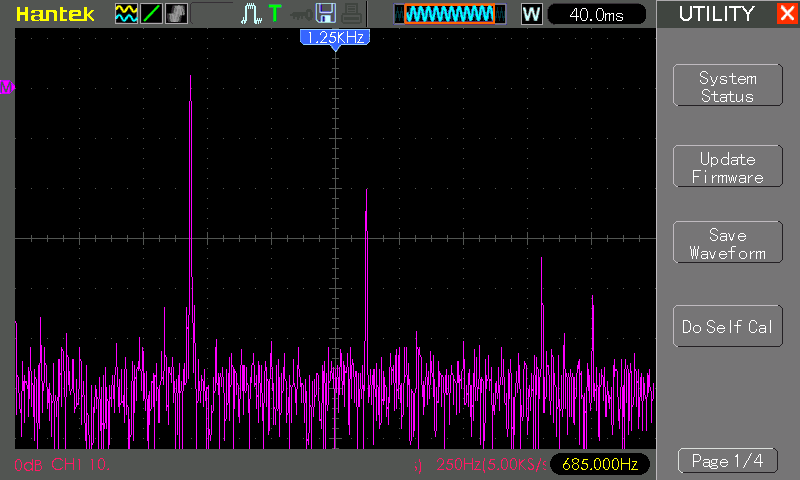 Hantek T W 40.0ms UTILITY
1.25KHz
M
System
Status
Update
Firmware
Save
Waveform
Do Self Cal
0dB CH1 10. s) 250Hz(5.00KS/s 685.000Hz
Page 1/4